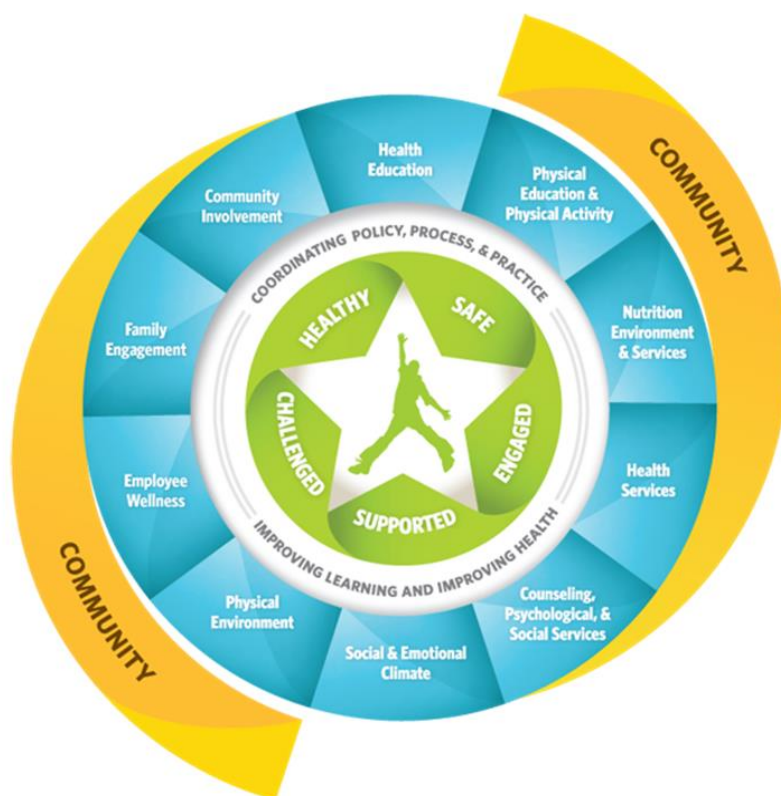 COMMUNITY
Health
Education
Physical
Education &
Physical Activity
Nutrition
Environment
& Services
Health
Services
Counseling,
Psychological, &
Social Services
Social & Emotional
Climate
Physical
Environment
Employee
Wellness
Family
Engagement
Community
Involvement
COORDINATING POLICY, PROCESS, & PRACTICE
IMPROVING LEARNING AND IMPROVING HEALTH
HEALTHY
SAFE
ENGAGED
SUPPORTED
CHALLENGED
COMMUNITY